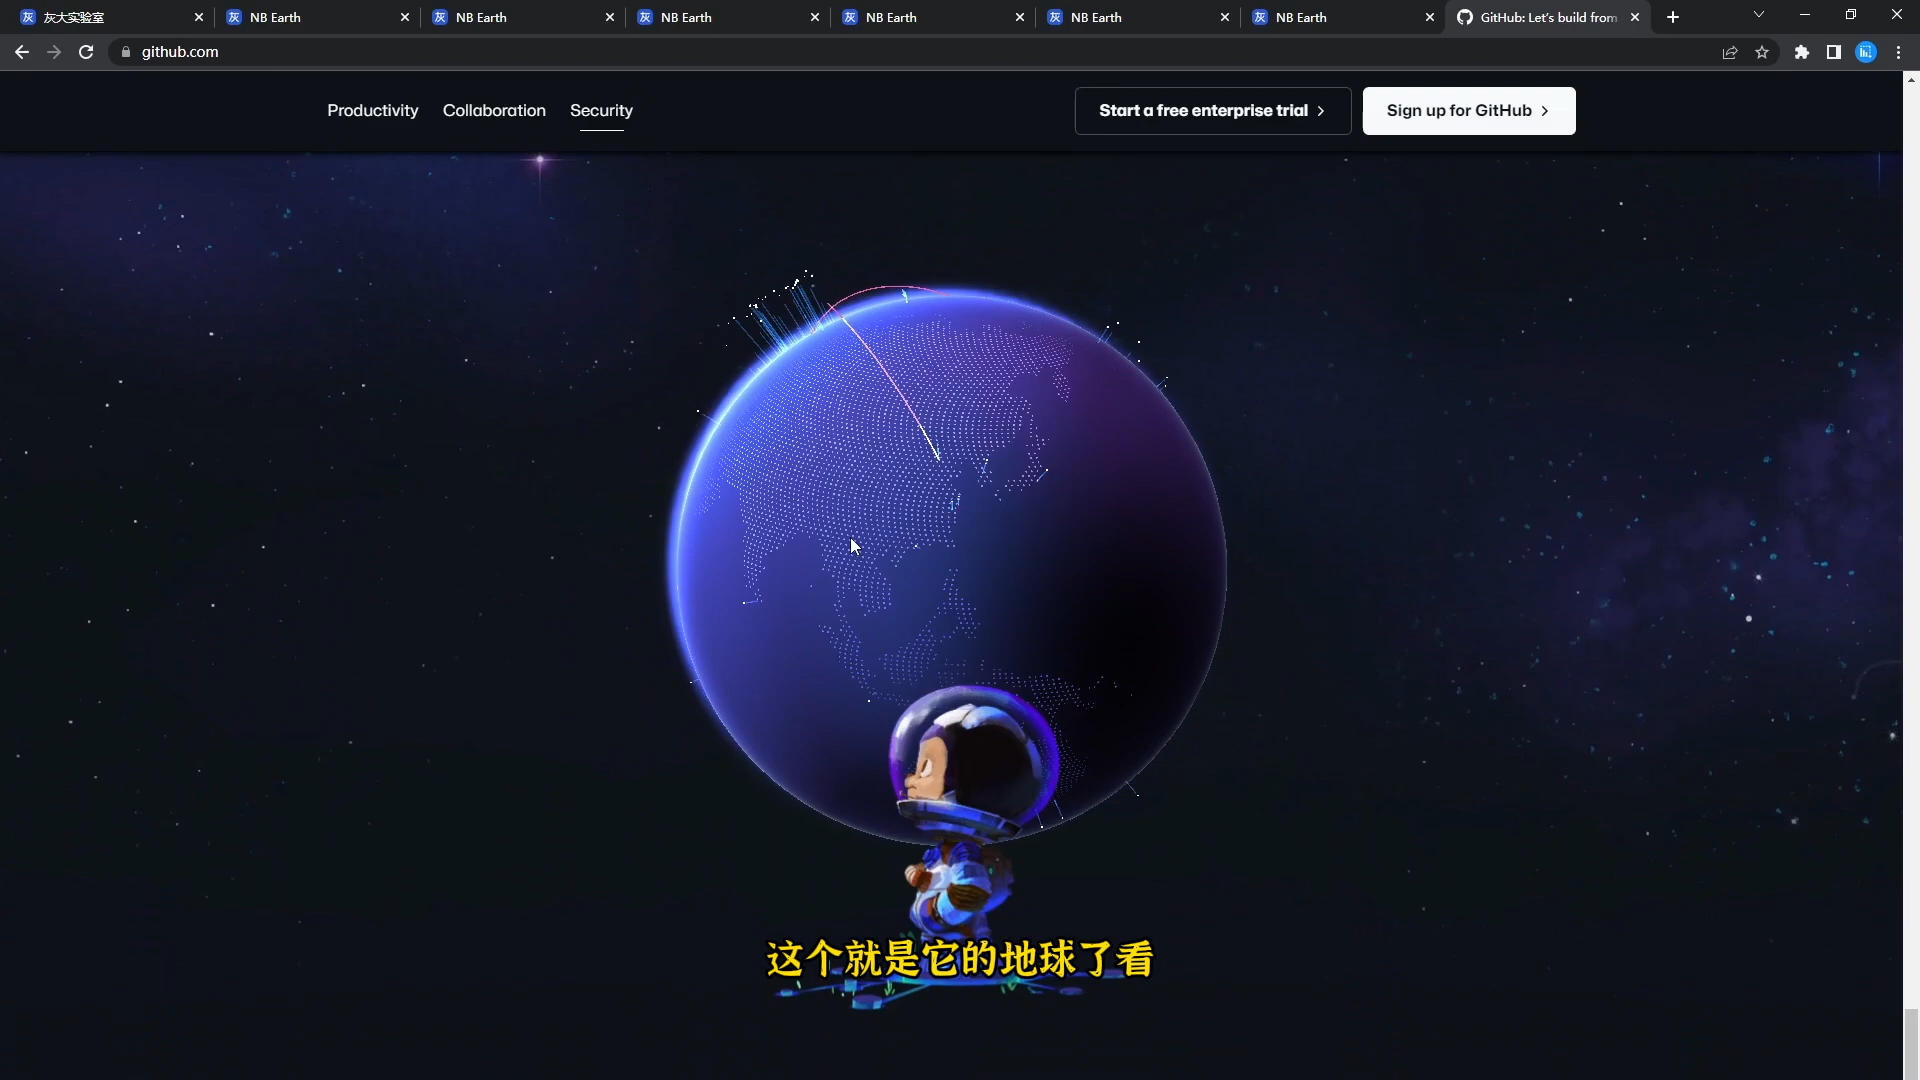 灰大实验室
NB Earth
NB Earth
NB Earth
NB Earth
NB Earth
NB Earth
GitHub: Let's build from
github.com
Productivity
Collaboration
Security
Start a free enterprise trial
Sign up for GitHub
这个就是它的地球了看